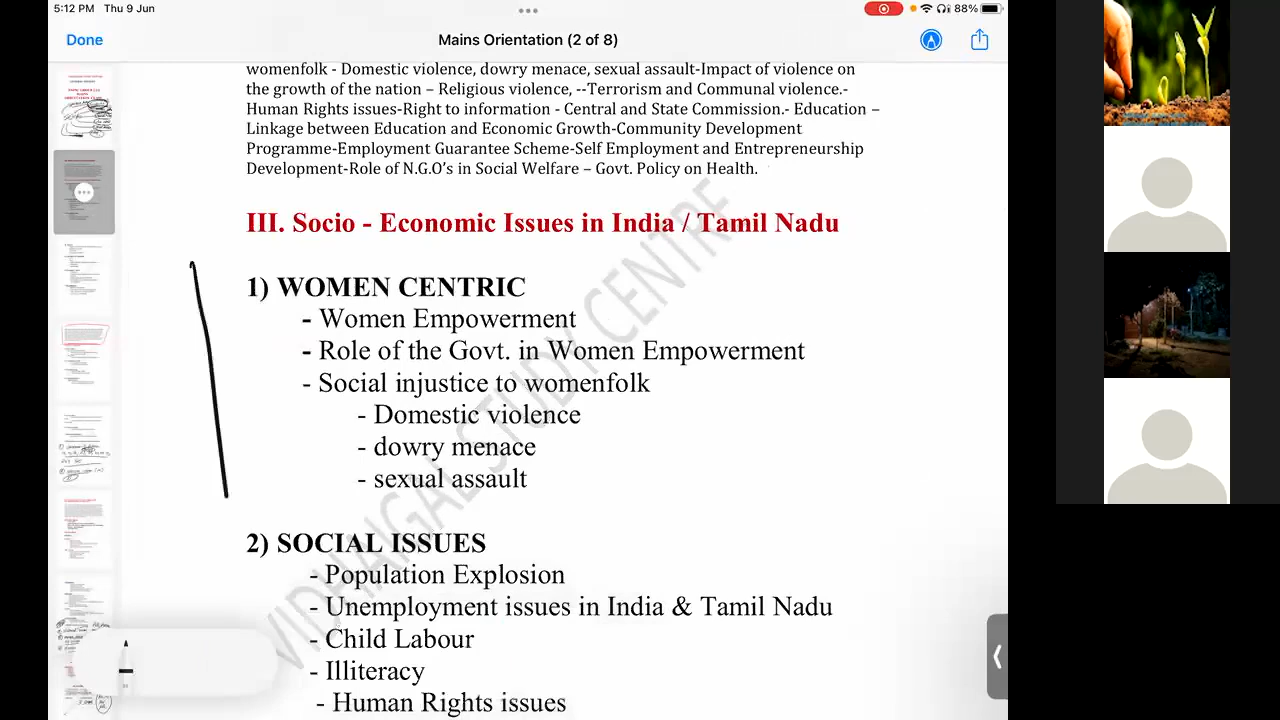 5:12 PM Thu 9 Jun
88%
Done
Mains Orientation (2 of 8)
womenfolk - Domestic violence, dowry menace, sexual assault-Impact of violence on
the growth of the nation – Religious violence, --Terrorism and Communal violence.-
Human Rights issues-Right to information - Central and State Commission.- Education –
Linkage between Education and Economic Growth-Community Development
Programme-Employment Guarantee Scheme-Self Employment and Entrepreneurship
Development-Role of N.G.O's in Social Welfare – Govt. Policy on Health.
III. Socio - Economic Issues in India / Tamil Nadu
1) WOMEN CENTRIC
- Women Empowerment
- Role of the Govt. in Women Empowerment
- Social injustice to womenfolk
- Domestic violence
- dowry menace
- sexual assault
2) SOCIAL ISSUES
- Population Explosion
- Unemployment issues in India & Tamil Nadu
- Child Labour
- Illiteracy
- Human Rights issues
VIDHAIGAL STUDY CENTRE